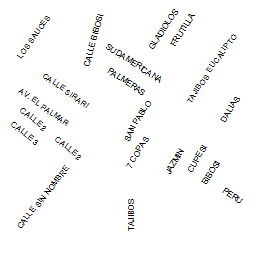 LOS SAUCES
CALLE BIBOSI
GLADIOLOS
FRUTILLA
SUDAMERICANA
TAJIBOS EUCALIPTO
PALMERAS
CALLE SIRARI
AV. EL PALMAR
DALIAS
CALLE 2
SAN PABLO
CALLE 3
CALLE 2
7 COPAS
JAZMIN
CUPESI
BIBOSI
CALLE SIN NOMBRE
PERU
TAJIBOS